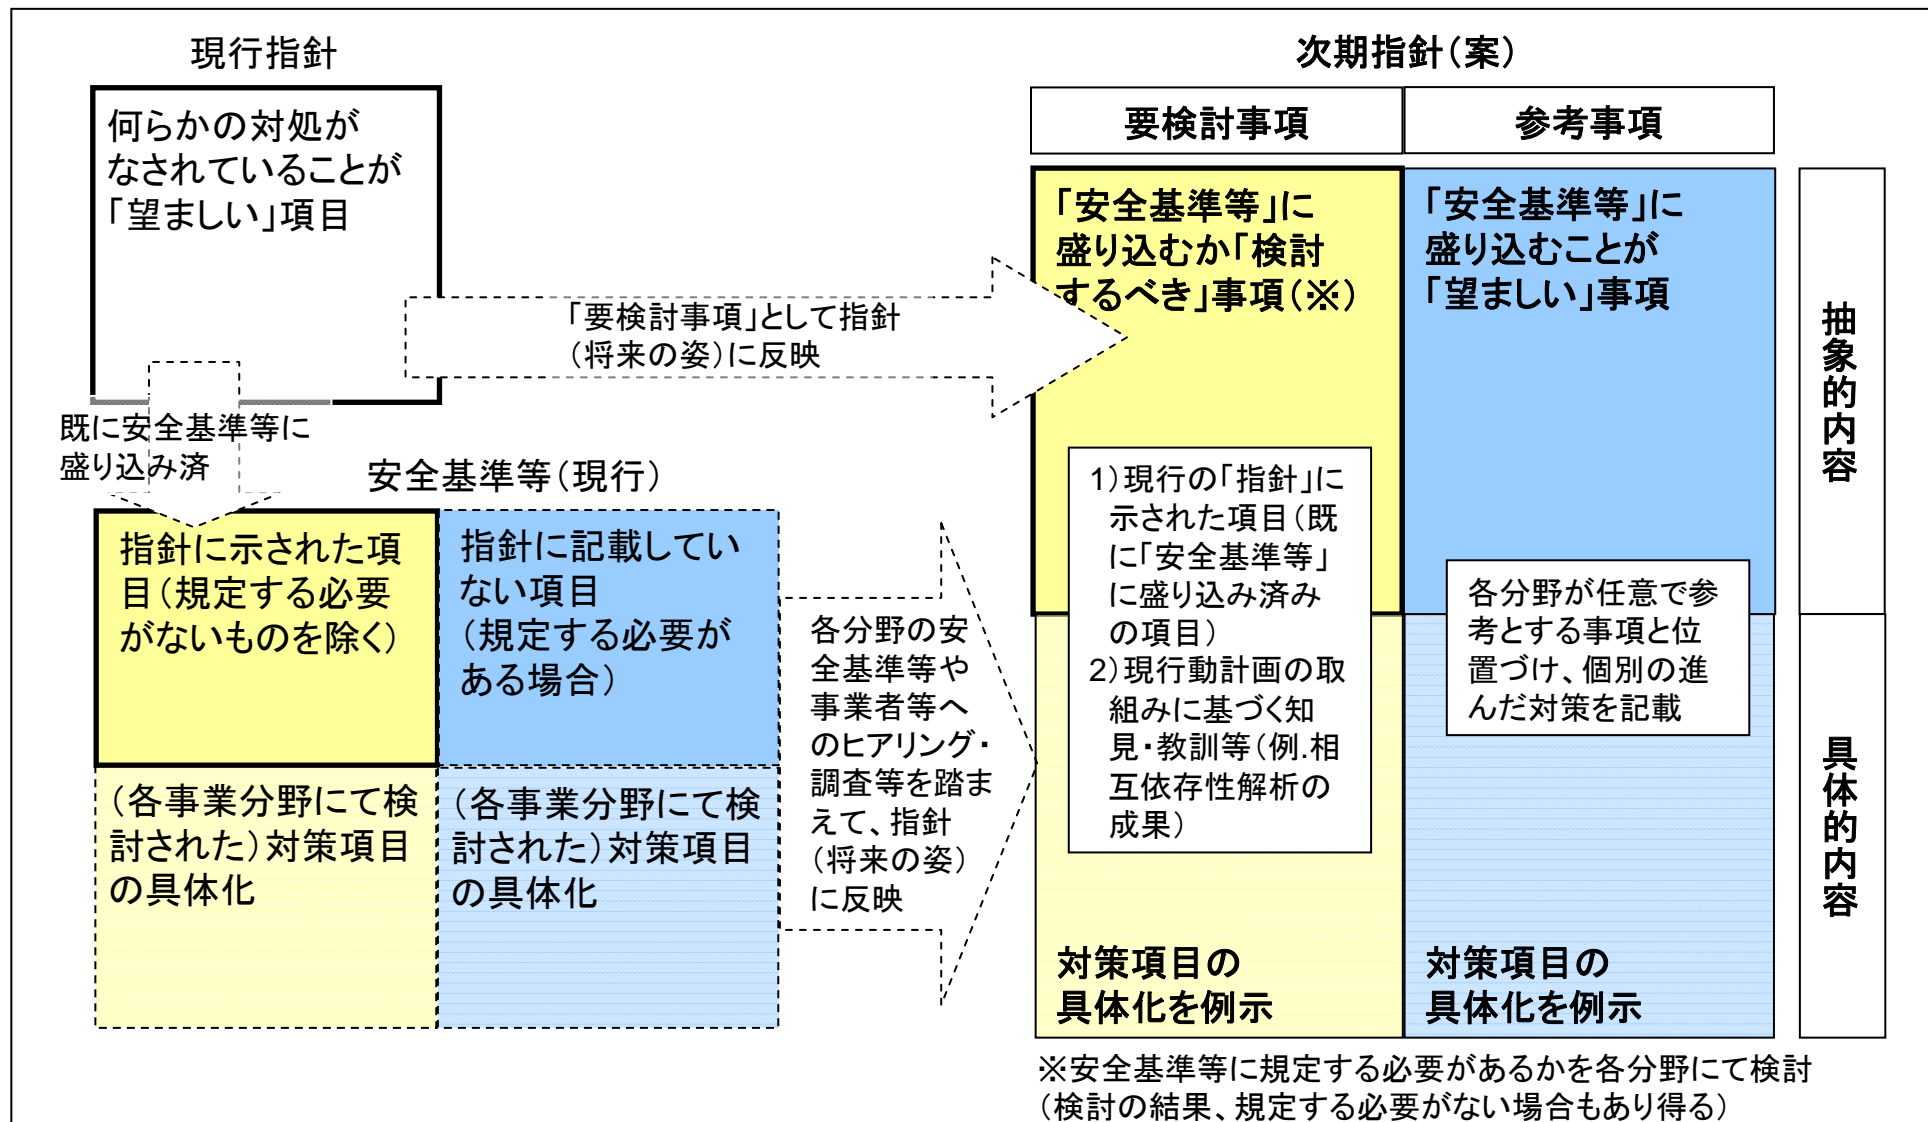 現行指針
何らかの対処が
なされていることが
「望ましい」項目
「要検討事項」として指針
（将来の姿）に反映
既に安全基準等に
盛り込み済
安全基準等（現行）
指針に示された項
目（規定する必要
がないものを除く）
指針に記載してい
ない項目
（規定する必要が
ある場合）
（各事業分野にて検
討された）対策項目
の具体化
（各事業分野にて検
討された）対策項目
の具体化
各分野の安
全基準等や
事業者等へ
のヒアリング・
調査等を踏ま
えて、指針
（将来の姿）
に反映
次期指針（案）
要検討事項
参考事項
「安全基準等」に
盛り込むか「検討
するべき」事項（※）
「安全基準等」に
盛り込むことが
「望ましい」事項
抽象的内容
1）現行の「指針」に
示された項目（既
に「安全基準等」
に盛り込み済み
の項目）
2）現行動計画の取
組みに基づく知
見・教訓等（例.相
互依存性解析の
成果）
各分野が任意で参
考とする事項と位
置づけ、個別の進
んだ対策を記載
具体的内容
対策項目の
具体化を例示
対策項目の
具体化を例示
※安全基準等に規定する必要があるかを各分野にて検討
（検討の結果、規定する必要がない場合もあり得る）